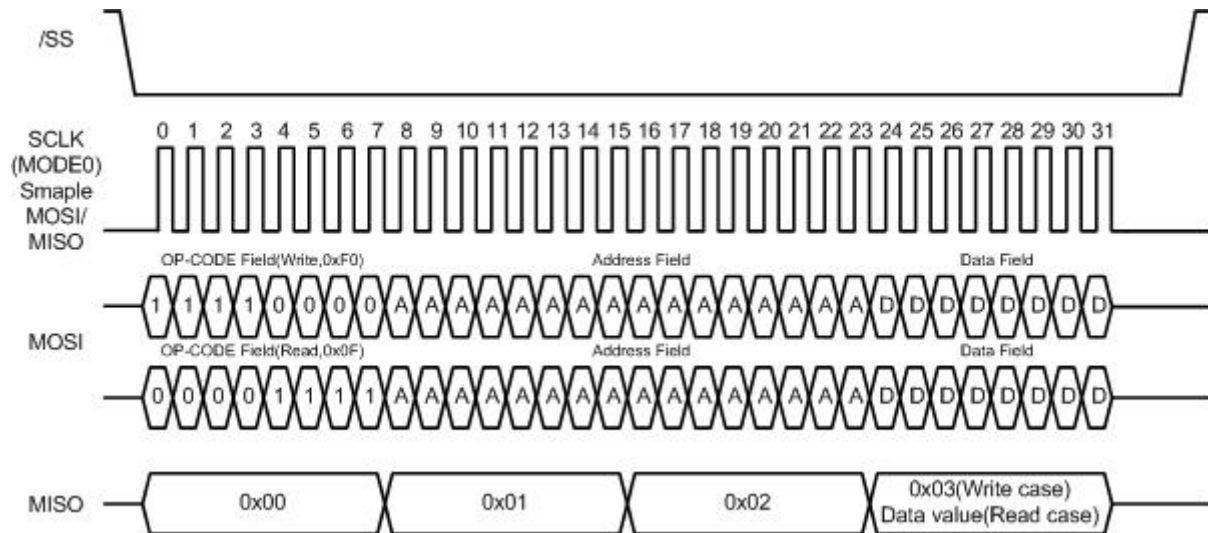 /SS
SCLK
(MODE0)
Smaple
MOSI/
MISO
0 1 2 3 4 5 6 7 8 9 10 11 12 13 14 15 16 17 18 19 20 21 22 23 24 25 26 27 28 29 30 31
OP-CODE Field(Write,0xF0) Address Field Data Field
1 1 1 1 0 0 0 0 A A A A A A A A A A A A A A A A D D D D D D D D
MOSI
OP-CODE Field(Read,0x0F) Address Field Data Field
0 0 0 0 1 1 1 1 A A A A A A A A A A A A A A A A D D D D D D D D
MISO 0x00 0x01 0x02 0x03(Write case)
Data value(Read case)